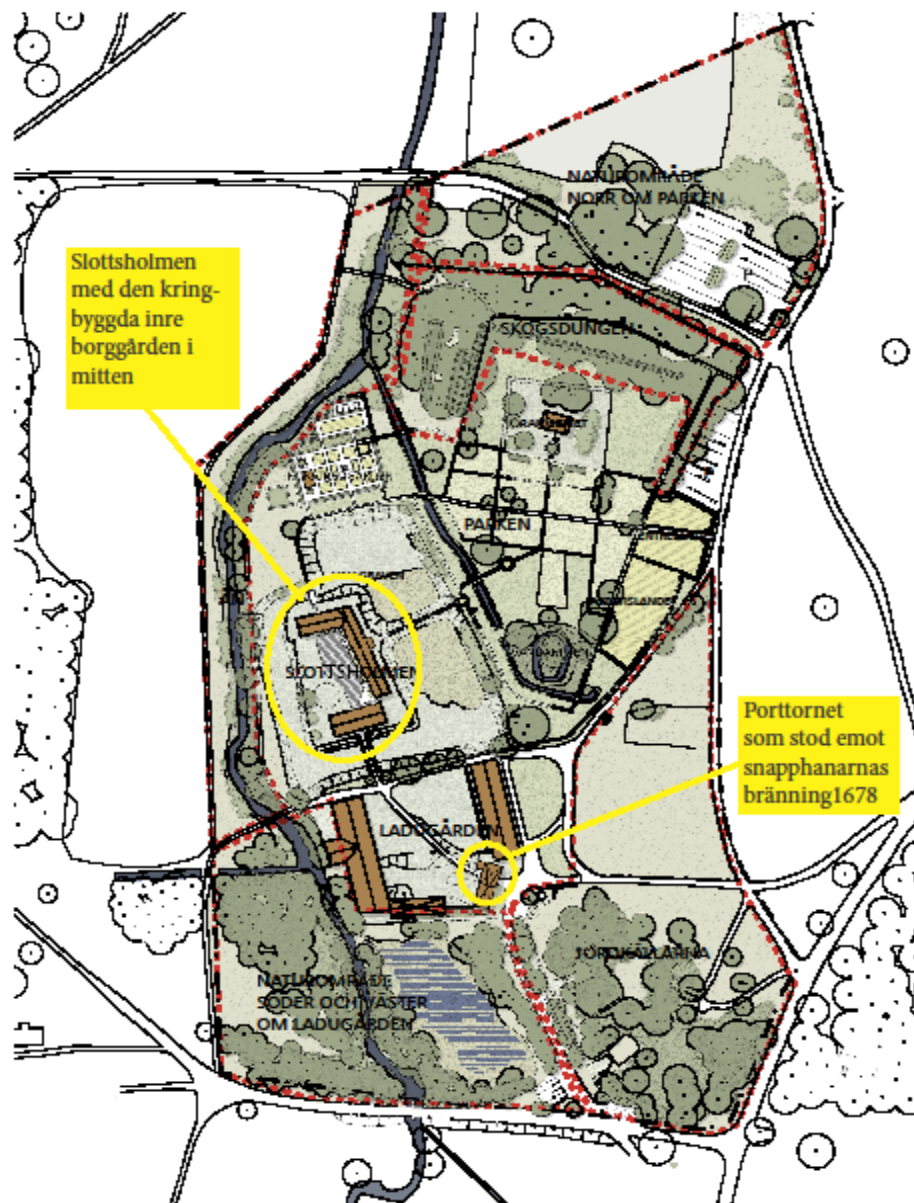 NATUROMRÅDE
NORR OM PARKEN
P
Slottsholmen
med den kring-
byggda inre
borggården i
mitten
SKOGSDUNGEN
PARKEN
GRAVEN
SLOTTSHOLMEN
Porttornet
som stod emot
snapphanarnas
bränning1678
LADUGÅRDEN
JORDKÄLLARNA
NATUROMRÅDE
SÖDER OCH VÄSTER
OM LADUGÅRDEN